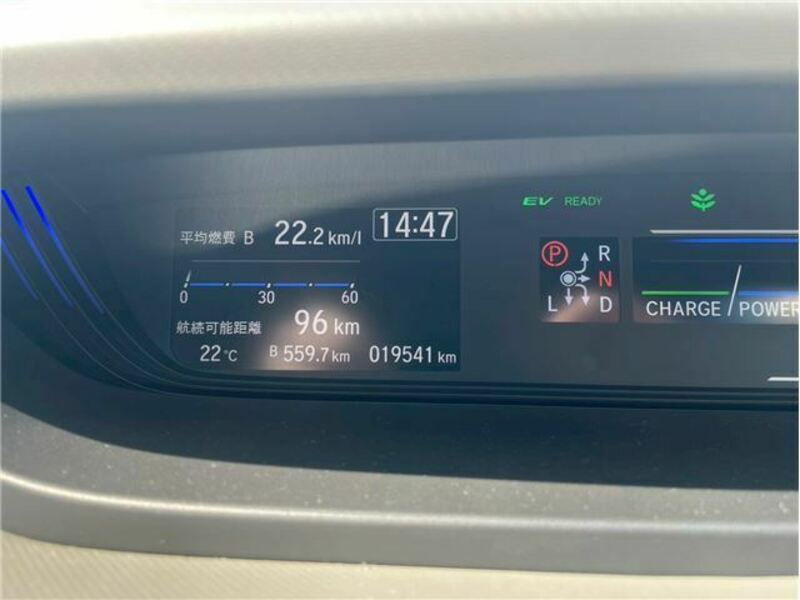 平均燃費 B 22.2 km/l 14:47
0 30 60
航続可能距離 96 km
22℃ B 559.7 km 019541 km
EV READY
P R
N
L D
CHARGE POWER